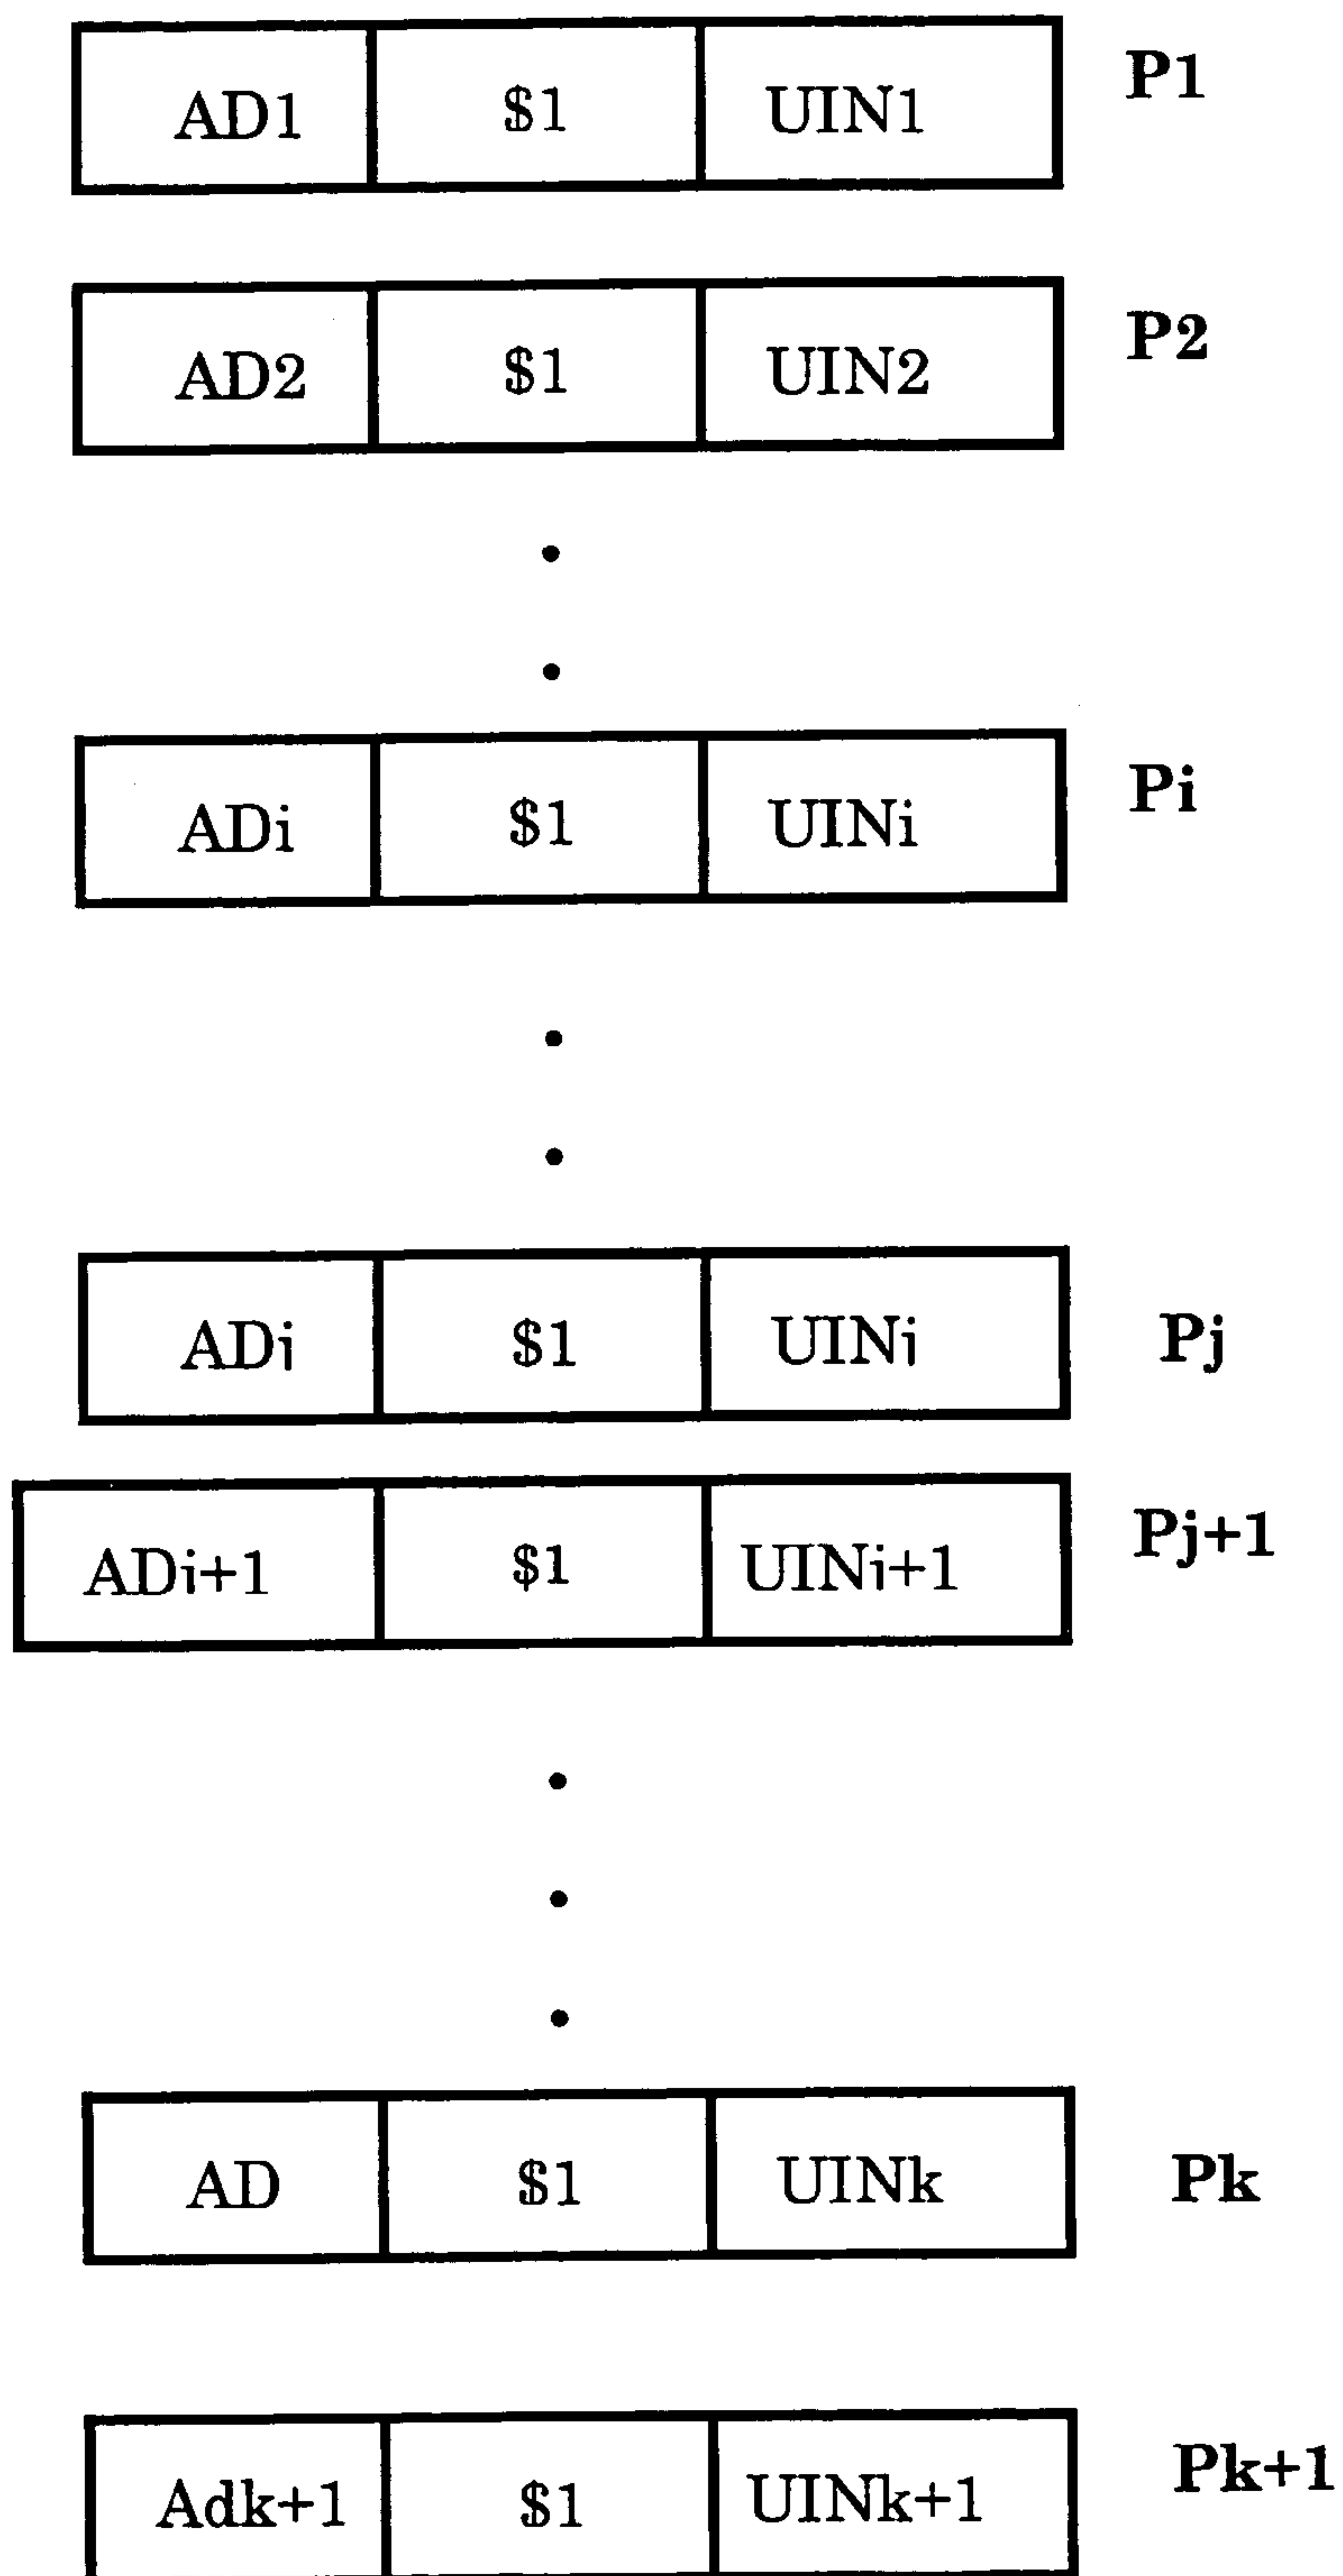 AD1 $1 UIN1 P1
AD2 $1 UIN2 P2
ADi $1 UINi Pi
ADi $1 UINi Pj
ADi+1 $1 UINi+1 Pj+1
AD $1 UINk Pk
Adk+1 $1 UINk+1 Pk+1